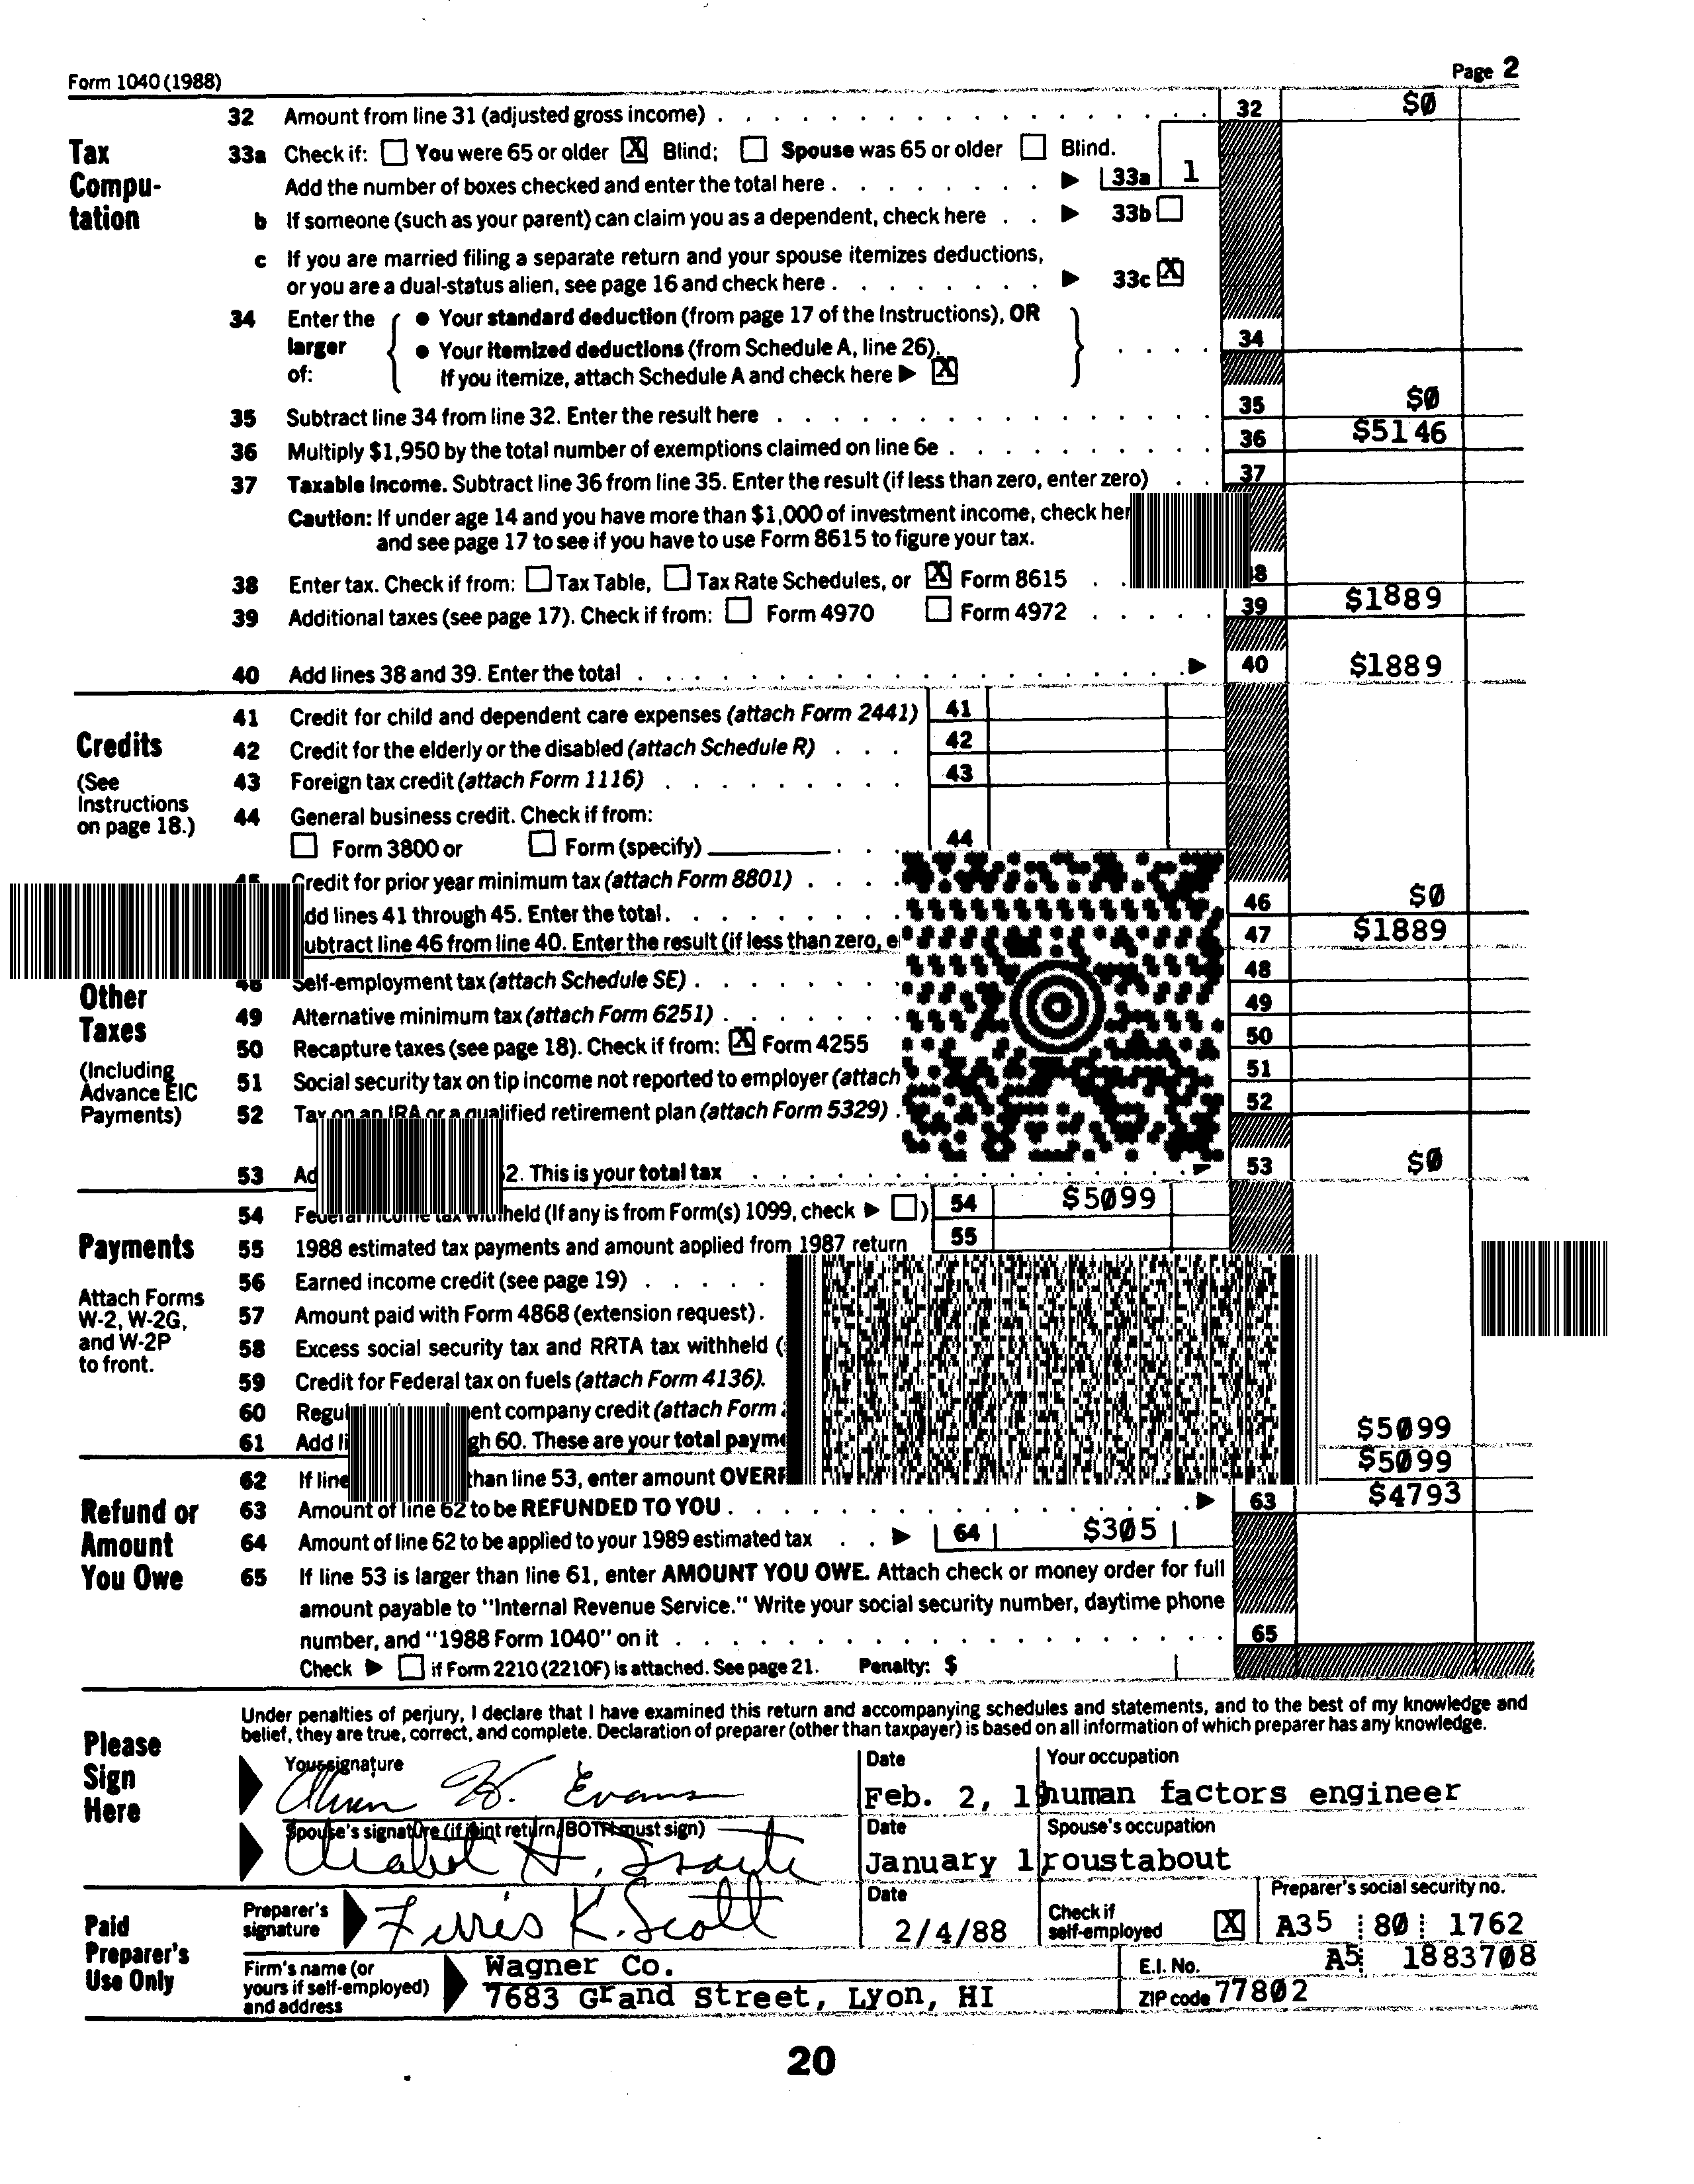 Form 1040 (1988)
Page 2
32 Amount from line 31 (adjusted gross income) . . . . . . . . . . . . . . . . . . 32 $0
Tax Compu- tation
33a Check if: You were 65 or older X Blind; Spouse was 65 or older Blind.
Add the number of boxes checked and enter the total here . . . . . . . . ▶ 33a 1
b If someone (such as your parent) can claim you as a dependent, check here . . ▶ 33b
c If you are married filing a separate return and your spouse itemizes deductions,
or you are a dual-status alien, see page 16 and check here . . . . . . . . ▶ 33c X
34 Enter the larger of:
• Your standard deduction (from page 17 of the Instructions), OR
• Your itemized deductions (from Schedule A, line 26).
If you itemize, attach Schedule A and check here ▶ X
. . . . 34
35 Subtract line 34 from line 32. Enter the result here . . . . . . . . . . . . . . . . 35 $0
36 Multiply $1,950 by the total number of exemptions claimed on line 6e . . . . . . . . . . 36 $5146
37 Taxable income. Subtract line 36 from line 35. Enter the result (if less than zero, enter zero) . . 37
Caution: If under age 14 and you have more than $1,000 of investment income, check her
and see page 17 to see if you have to use Form 8615 to figure your tax.
38 Enter tax. Check if from: Tax Table, Tax Rate Schedules, or X Form 8615 . . 8
39 Additional taxes (see page 17). Check if from: Form 4970 Form 4972 . . . . . 39 $1889
40 Add lines 38 and 39. Enter the total . . . . . . . . . . . . . . . . . . . ▶ 40 $1889
Credits
(See Instructions on page 18.)
41 Credit for child and dependent care expenses (attach Form 2441) 41
42 Credit for the elderly or the disabled (attach Schedule R) . . . 42
43 Foreign tax credit (attach Form 1116) . . . . . . . . . 43
44 General business credit. Check if from:
Form 3800 or Form (specify) . . . 44
45 Credit for prior year minimum tax (attach Form 8801) . . . .
dd lines 41 through 45. Enter the total . . . . . . . . . 46 $0
ubtract line 46 from line 40. Enter the result (if less than zero, e 47 $1889
Other Taxes
(Including Advance EIC Payments)
48 Self-employment tax (attach Schedule SE) . . . . . . . . 48
49 Alternative minimum tax (attach Form 6251) . . . . . . . 49
50 Recapture taxes (see page 18). Check if from: X Form 4255 50
51 Social security tax on tip income not reported to employer (attach 51
52 Tax on an IRA or a qualified retirement plan (attach Form 5329) . 52
53 Ad 2. This is your total tax . . . . . . . . . . . . . . 53 $0
Payments
Attach Forms W-2, W-2G, and W-2P to front.
54 Federal income tax withheld (If any is from Form(s) 1099, check ▶ ) 54 $5099
55 1988 estimated tax payments and amount applied from 1987 return 55
56 Earned income credit (see page 19) . . . . .
57 Amount paid with Form 4868 (extension request) .
58 Excess social security tax and RRTA tax withheld (
59 Credit for Federal tax on fuels (attach Form 4136).
60 Regul ent company credit (attach Form
61 Add li gh 60. These are your total payme $5099
Refund or Amount You Owe
62 If line than line 53, enter amount OVERP $5099
63 Amount of line 62 to be REFUNDED TO YOU . . . . . . . . . . . . . . . ▶ 63 $4793
64 Amount of line 62 to be applied to your 1989 estimated tax . . ▶ 64 $305
65 If line 53 is larger than line 61, enter AMOUNT YOU OWE. Attach check or money order for full
amount payable to "Internal Revenue Service." Write your social security number, daytime phone
number, and "1988 Form 1040" on it . . . . . . . . . . . . . . . . . . . 65
Check ▶ if Form 2210 (2210F) is attached. See page 21. Penalty: $
Please Sign Here
Under penalties of perjury, I declare that I have examined this return and accompanying schedules and statements, and to the best of my knowledge and
belief, they are true, correct, and complete. Declaration of preparer (other than taxpayer) is based on all information of which preparer has any knowledge.
Your signature Date Your occupation
H. Evans Feb. 2, 1 human factors engineer
Spouse's signature (if joint return, BOTH must sign) Date Spouse's occupation
H. January 1 roustabout
Paid Preparer's Use Only
Preparer's signature Ferris K. Scott Date 2/4/88 Check if self-employed X Preparer's social security no. A35 80 1762
Firm's name (or yours if self-employed) and address Wagner Co. E.I. No. A5 1883708
7683 Grand Street, Lyon, HI ZIP code 77802
20